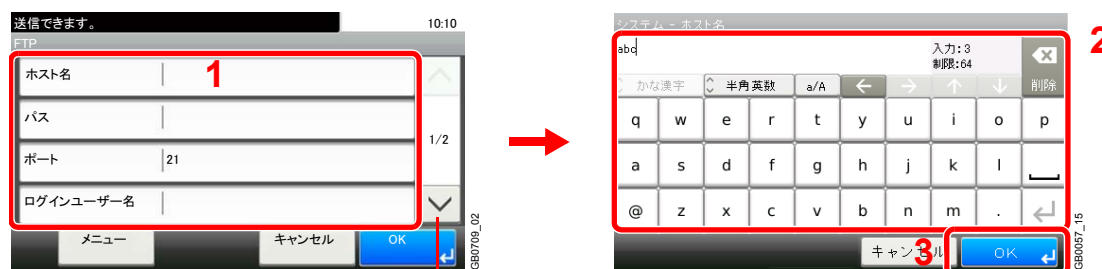 送信できます。 10:10
FTP
ホスト名
1
パス
ポート 21
ログインユーザー名
1/2
メニュー キャンセル OK
GB0709_02
システム - ホスト名
abc
入力:3
制限:64
2
かな漢字 半角英数 a/A ← → ↑ ↓ 削除
q w e r t y u i o p
a s d f g h j k l
@ z x c v b n m .
キャンセル OK
3
GB0057_15